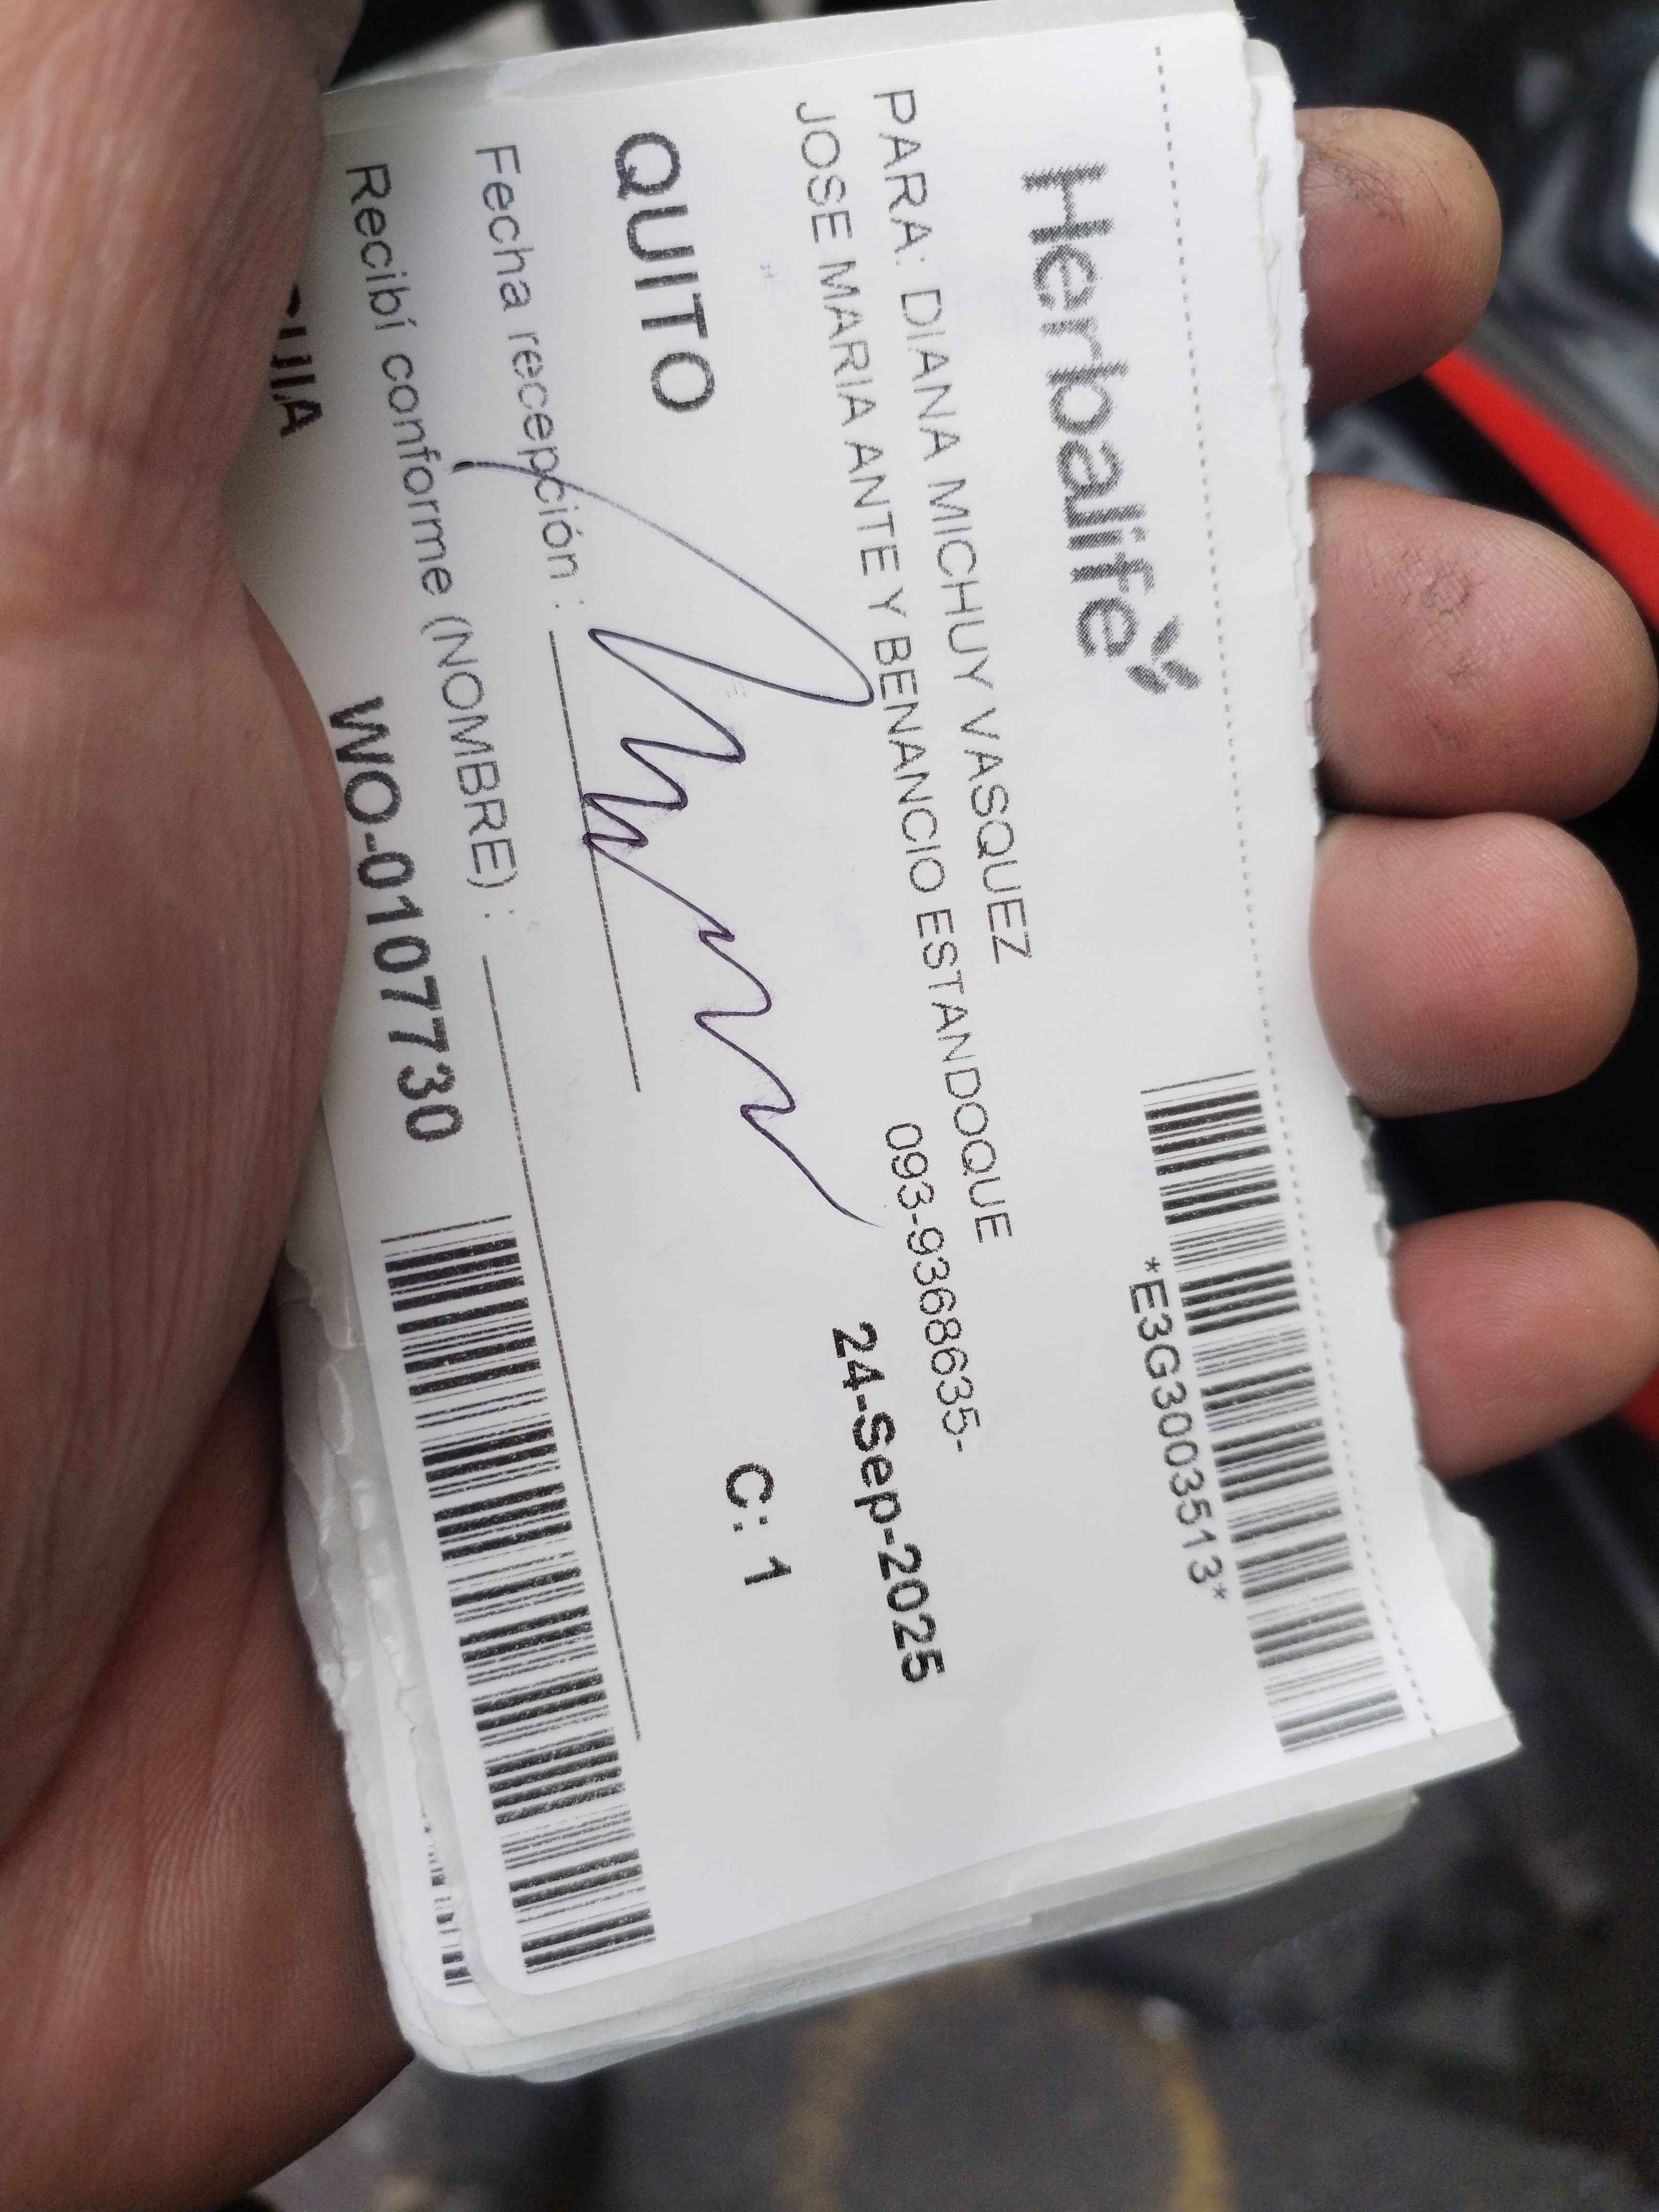 Herbalife
*E3G3003513*
PARA: DIANA MICHUY VASQUEZ
JOSE MARIA ANTE Y BENANCIO ESTANDOQUE
093-9368635-
24-Sep-2025
QUITO
C: 1
Fecha recepción :
Recibí conforme (NOMBRE) :
WO-0107730